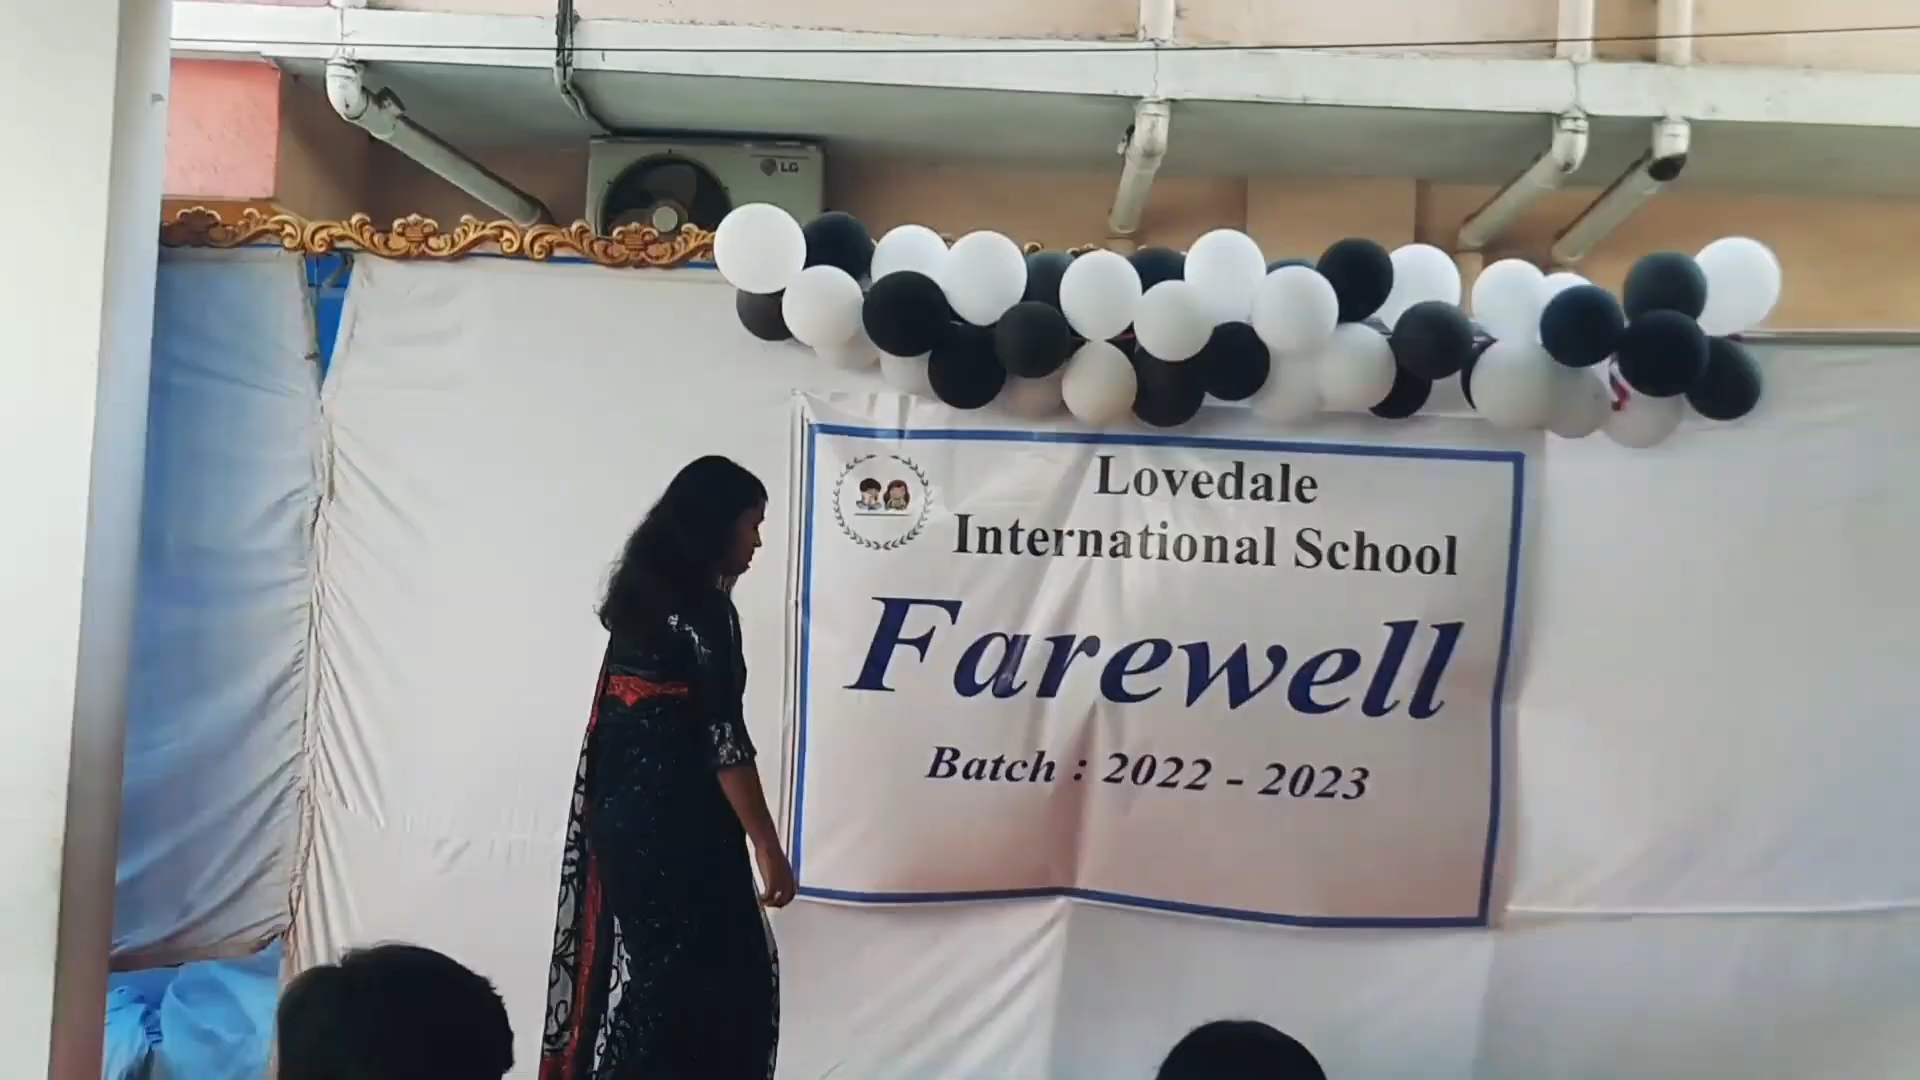 LG
Lovedale
International School
Farewell
Batch : 2022 - 2023